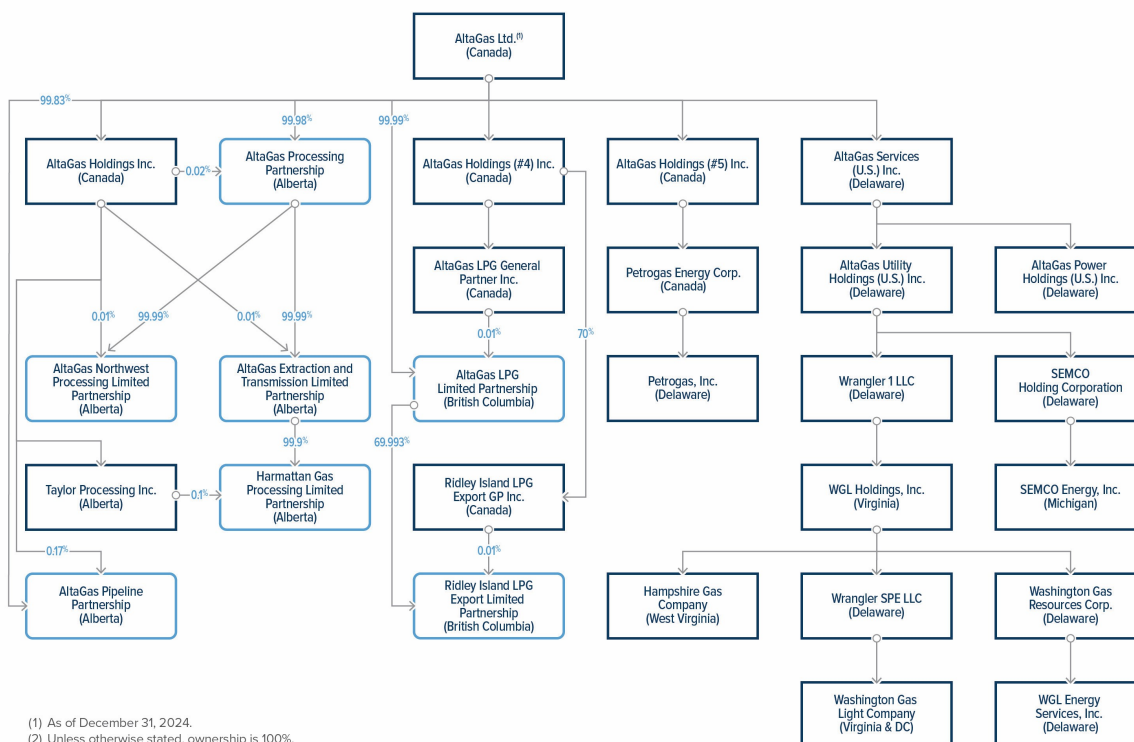 AltaGas Ltd.(1)
(Canada)
99.83%
99.98%
99.99%
AltaGas Holdings Inc.
(Canada)
0.02%
AltaGas Processing
Partnership
(Alberta)
AltaGas Holdings (#4) Inc.
(Canada)
AltaGas Holdings (#5) Inc.
(Canada)
AltaGas Services
(U.S.) Inc.
(Delaware)
AltaGas LPG General
Partner Inc.
(Canada)
Petrogas Energy Corp.
(Canada)
AltaGas Utility
Holdings (U.S.) Inc.
(Delaware)
AltaGas Power
Holdings (U.S.) Inc.
(Delaware)
0.01%
99.99%
0.01%
99.99%
0.01%
70%
AltaGas Northwest
Processing Limited
Partnership
(Alberta)
AltaGas Extraction and
Transmission Limited
Partnership
(Alberta)
AltaGas LPG
Limited Partnership
(British Columbia)
Petrogas, Inc.
(Delaware)
Wrangler 1 LLC
(Delaware)
SEMCO
Holding Corporation
(Delaware)
99.9%
69.993%
Taylor Processing Inc.
(Alberta)
0.1%
Harmattan Gas
Processing Limited
Partnership
(Alberta)
Ridley Island LPG
Export GP Inc.
(Canada)
WGL Holdings, Inc.
(Virginia)
SEMCO Energy, Inc.
(Michigan)
0.17%
0.01%
AltaGas Pipeline
Partnership
(Alberta)
Ridley Island LPG
Export Limited
Partnership
(British Columbia)
Hampshire Gas
Company
(West Virginia)
Wrangler SPE LLC
(Delaware)
Washington Gas
Resources Corp.
(Delaware)
Washington Gas
Light Company
(Virginia & DC)
WGL Energy
Services, Inc.
(Delaware)
(1) As of December 31, 2024.
(2) Unless otherwise stated, ownership is 100%.